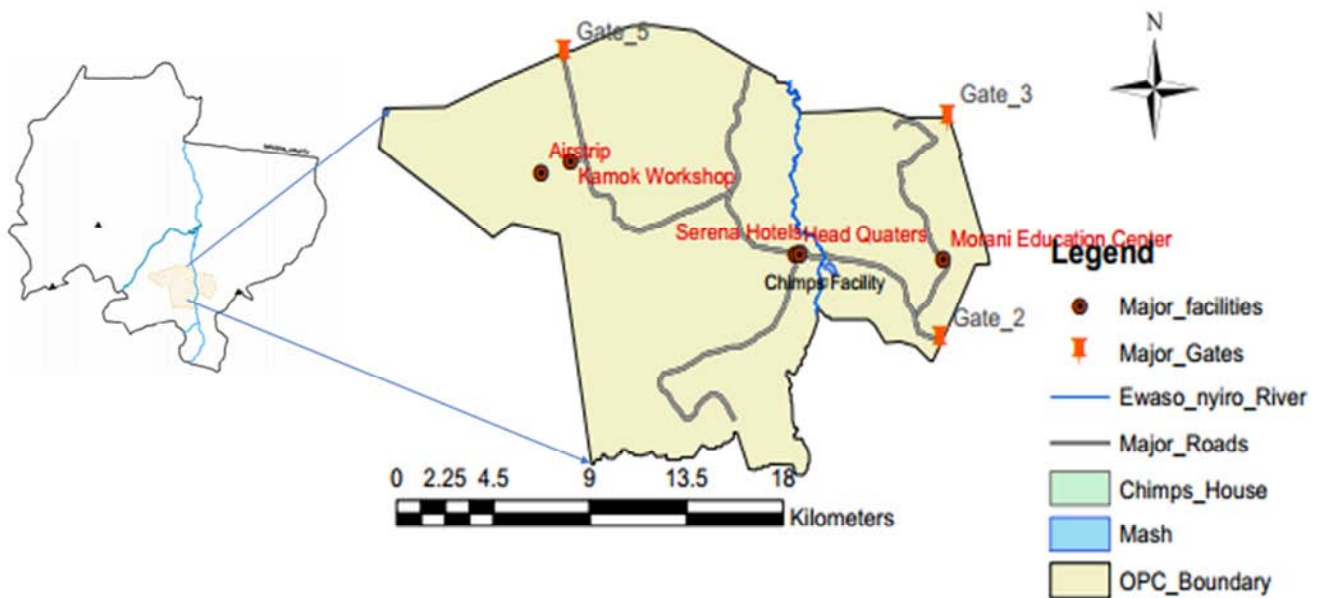 N
Gate_5
Gate_3
Airstrip
Kamok Workshop
Serena Hotels
Head Quaters
Morani Education Center
Chimps Facility
Gate_2
Legend
Major_facilities
Major_Gates
Ewaso_nyiro_River
Major_Roads
Chimps_House
Mash
OPC_Boundary
0 2.25 4.5 9 13.5 18
Kilometers